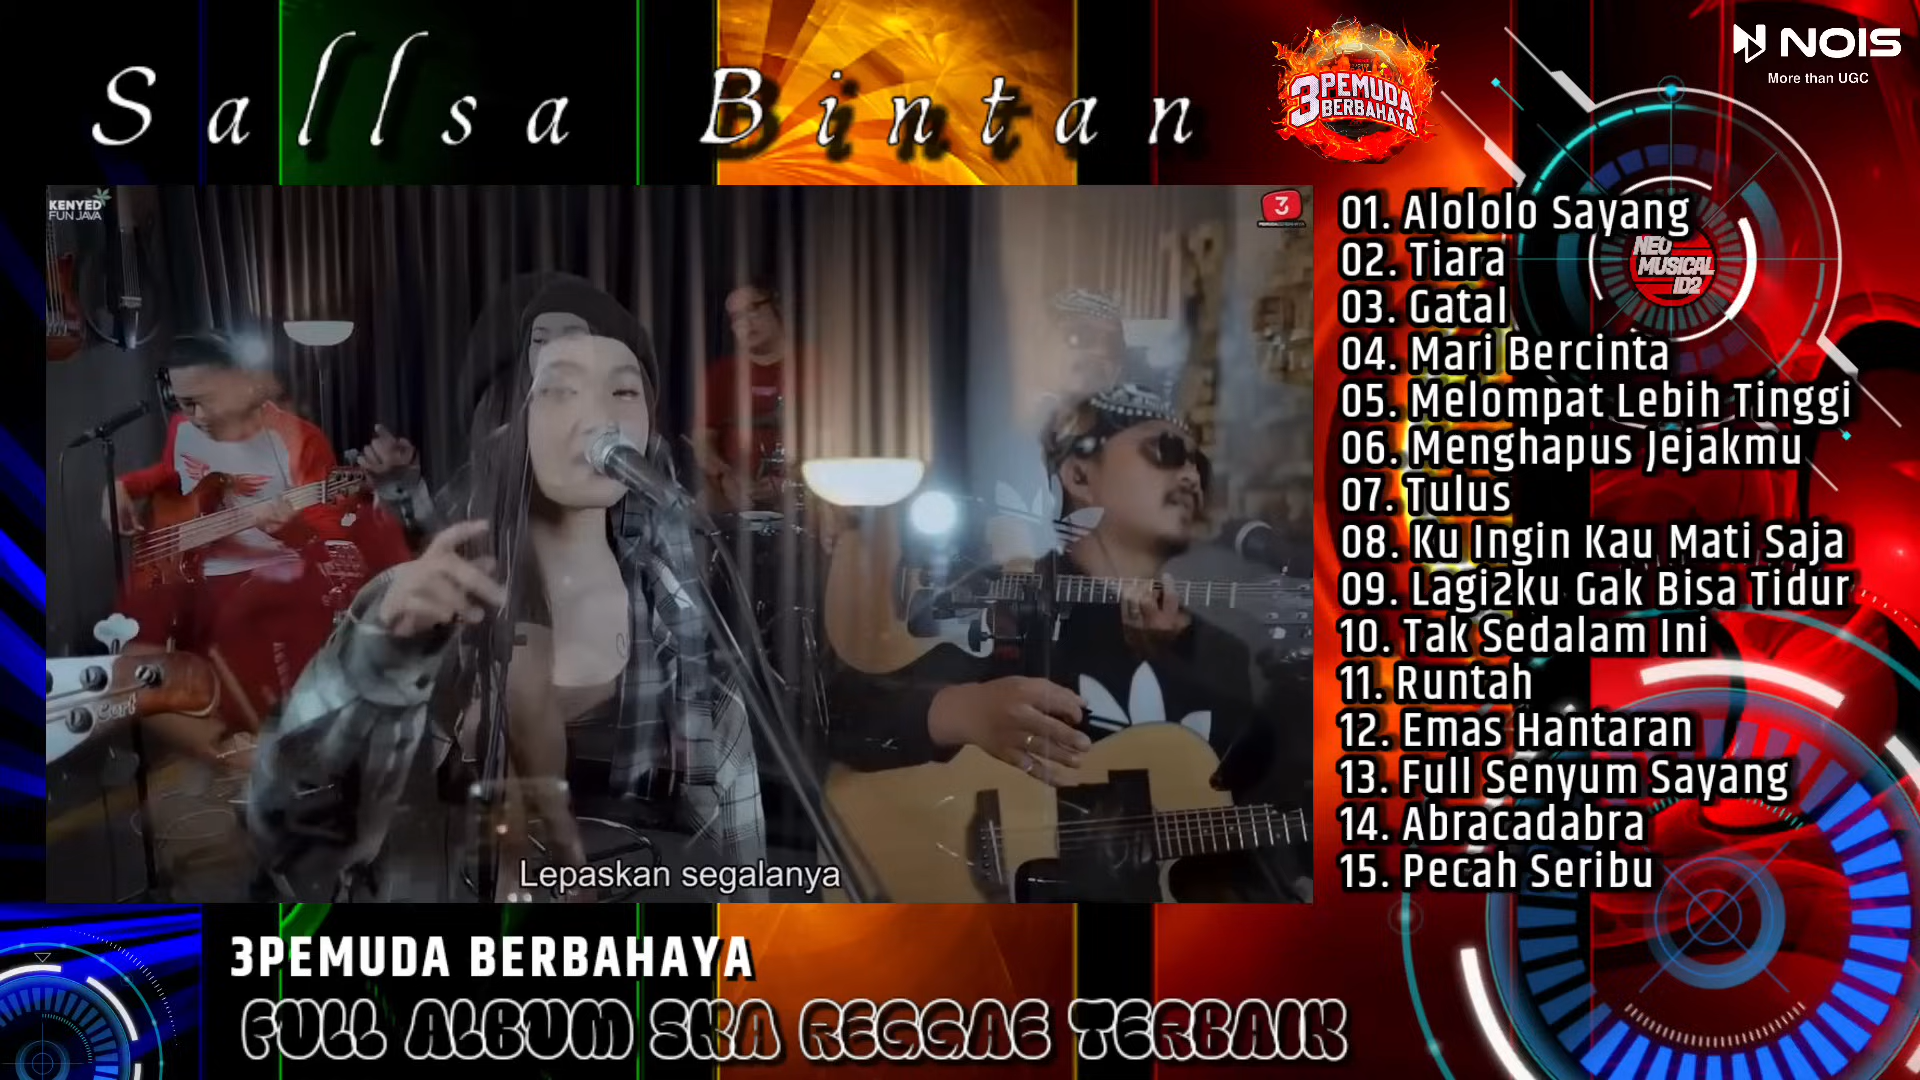 Sallsa Bintan
3PEMUDA
BERBAHAYA
NOIS
More than UGC
KENYED
FUN JAVA
3
01. Alololo Sayang
02. Tiara
03. Gatal
04. Mari Bercinta
05. Melompat Lebih Tinggi
06. Menghapus Jejakmu
07. Tulus
08. Ku Ingin Kau Mati Saja
09. Lagi2ku Gak Bisa Tidur
10. Tak Sedalam Ini
11. Runtah
12. Emas Hantaran
13. Full Senyum Sayang
14. Abracadabra
15. Pecah Seribu
NEO
MUSICAL
ID2
Cort
Lepaskan segalanya
3PEMUDA BERBAHAYA
FULL ALBUM SKA REGGAE TERBAIK